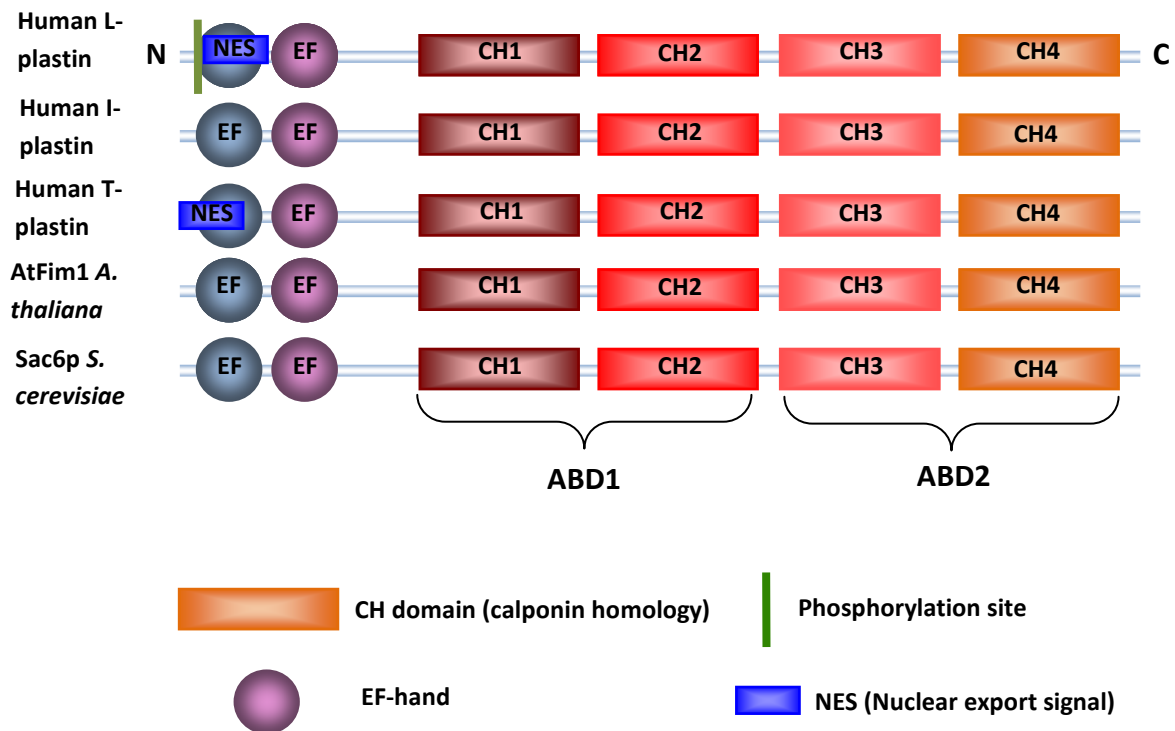 Human L-
plastin
N
NES
EF
CH1
CH2
CH3
CH4
C
Human I-
plastin
EF
EF
CH1
CH2
CH3
CH4
Human T-
plastin
NES
EF
CH1
CH2
CH3
CH4
AtFim1 A.
thaliana
EF
EF
CH1
CH2
CH3
CH4
Sac6p S.
cerevisiae
EF
EF
CH1
CH2
CH3
CH4
ABD1
ABD2
CH domain (calponin homology)
Phosphorylation site
EF-hand
NES (Nuclear export signal)